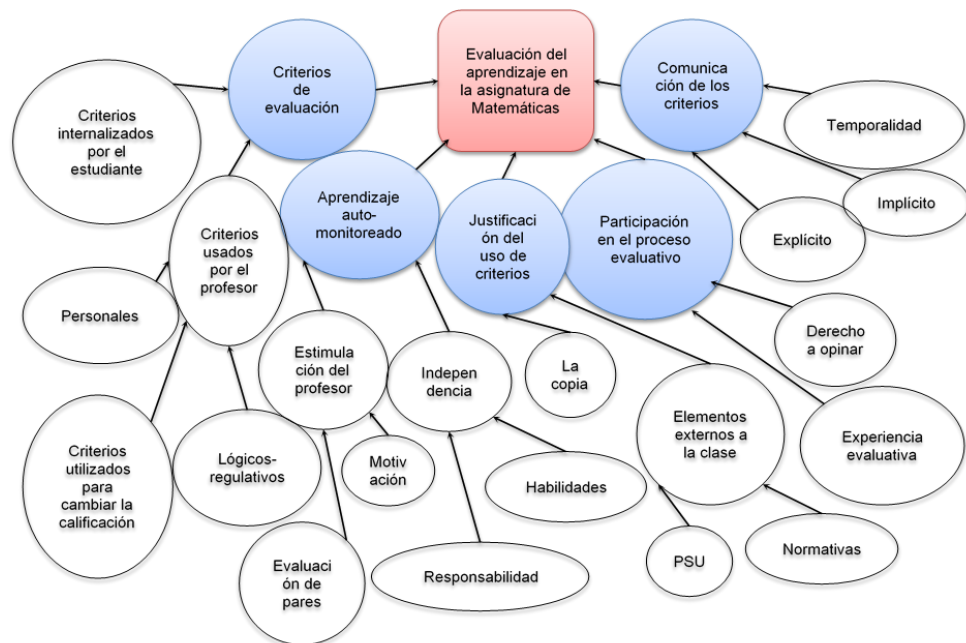 Evaluación del
aprendizaje en
la asignatura de
Matemáticas
Criterios
de
evaluación
Comunica
ción de los
criterios
Criterios
internalizados
por el
estudiante
Temporalidad
Implícito
Explícito
Aprendizaje
auto-
monitoreado
Justificaci
ón del
uso de
criterios
Participación
en el proceso
evaluativo
Criterios
usados
por el
profesor
Personales
Estimula
ción del
profesor
Indepen
dencia
La
copia
Derecho
a opinar
Elementos
externos a
la clase
Experiencia
evaluativa
Criterios
utilizados
para
cambiar la
calificación
Lógicos-
regulativos
Motiv
ación
Habilidades
Evaluaci
ón de
pares
Responsabilidad
PSU
Normativas